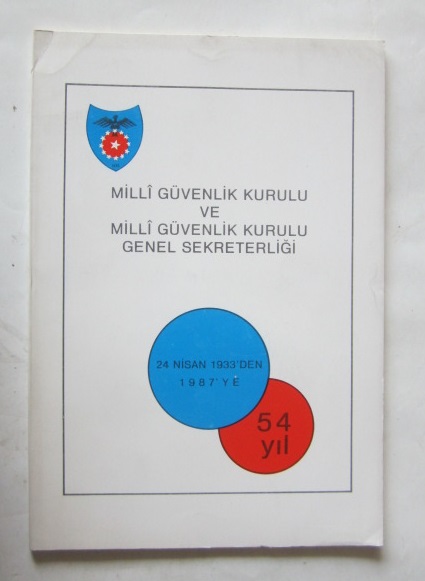 MİLLÎ GÜVENLİK KURULU
VE
MİLLÎ GÜVENLİK KURULU
GENEL SEKRETERLİĞİ
24 NİSAN 1933'DEN
1987'YE
54
yıl